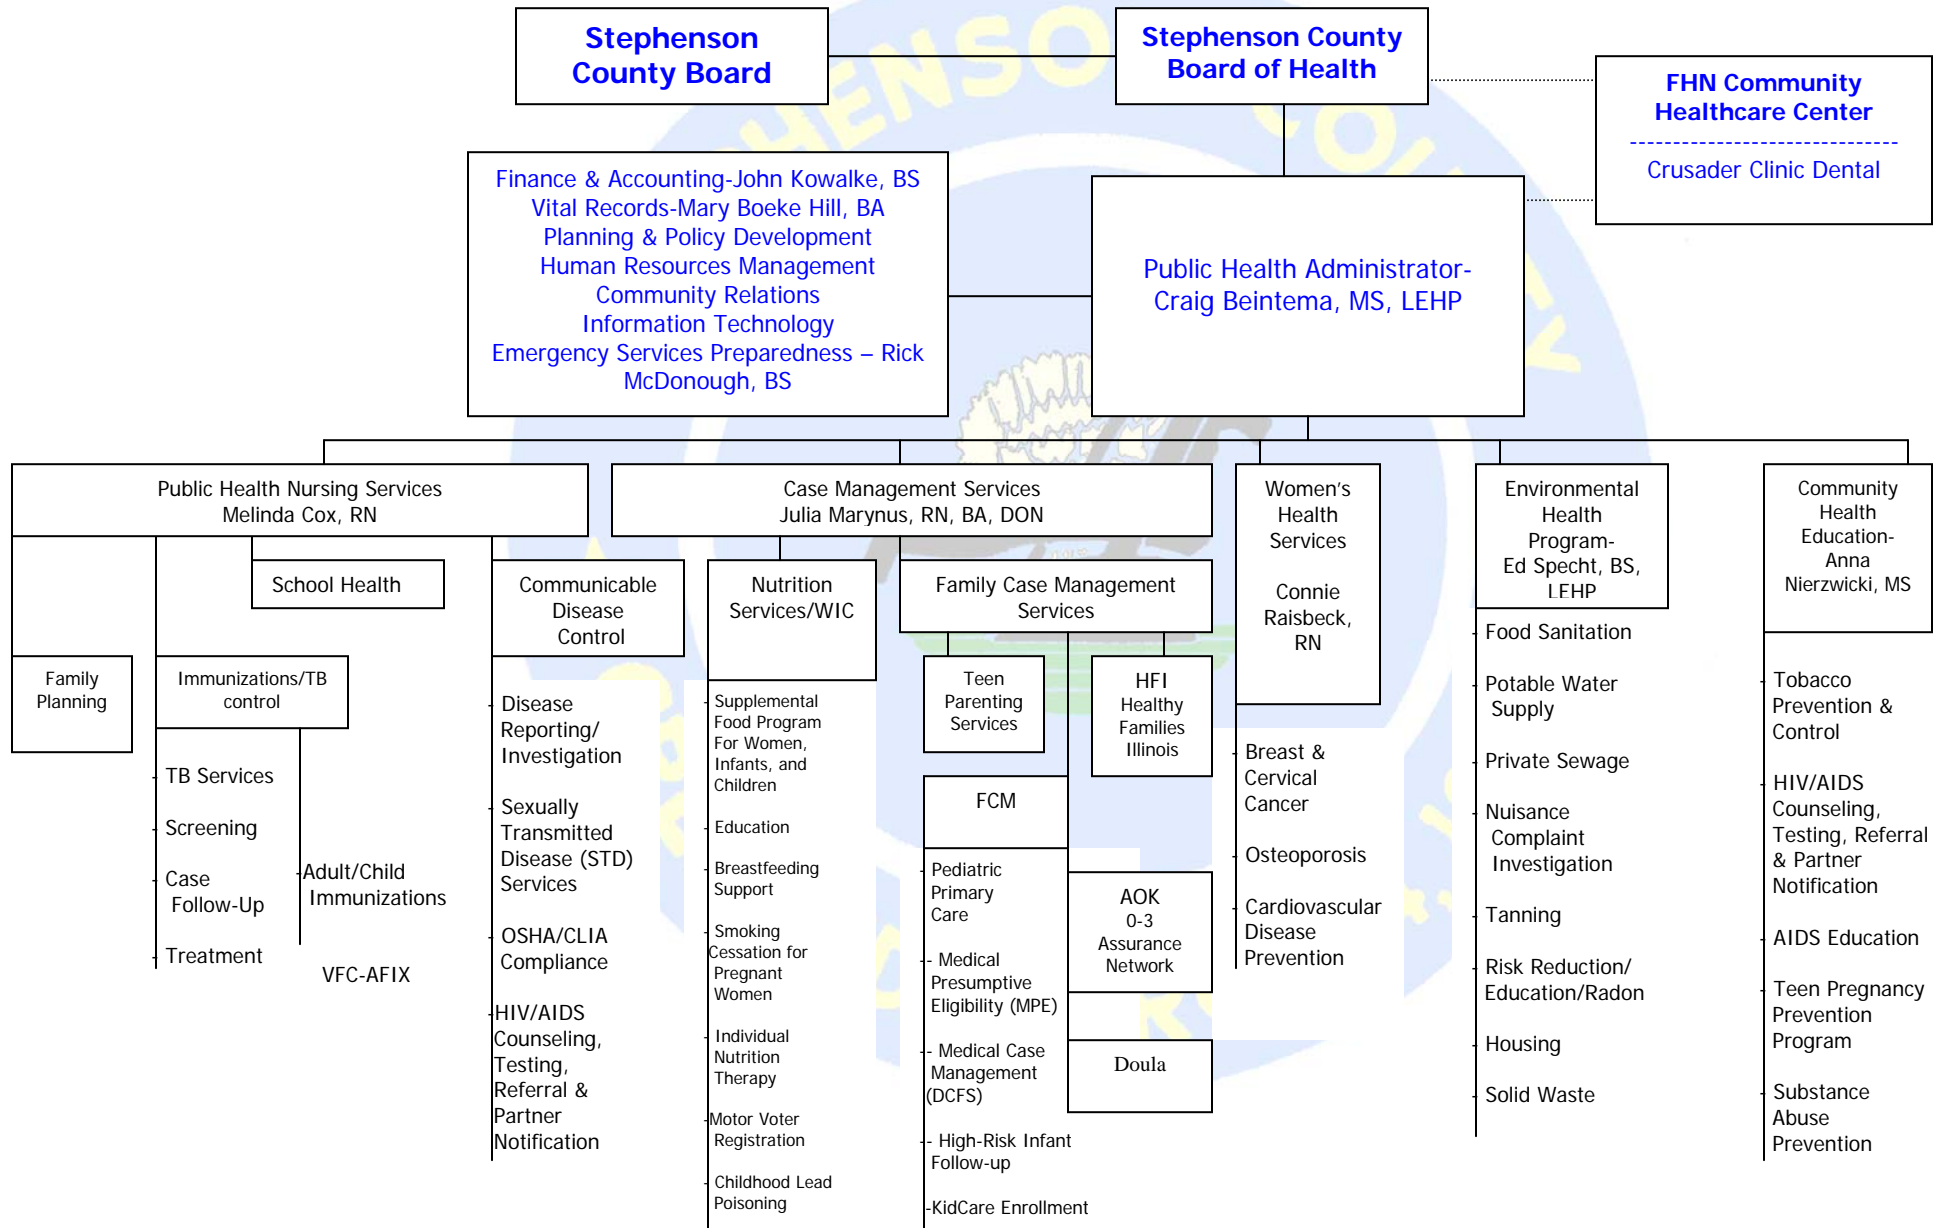 Stephenson
County Board
Stephenson County
Board of Health
FHN Community
Healthcare Center
------------------------------
Crusader Clinic Dental
Finance & Accounting-John Kowalke, BS
Vital Records-Mary Boeke Hill, BA
Planning & Policy Development
Human Resources Management
Community Relations
Information Technology
Emergency Services Preparedness – Rick
McDonough, BS
Public Health Administrator-
Craig Beintema, MS, LEHP
Public Health Nursing Services
Melinda Cox, RN
Family
Planning
Immunizations/TB
control
- TB Services
- Screening
- Case
Follow-Up
- Treatment
-Adult/Child
Immunizations
VFC-AFIX
School Health
Communicable
Disease
Control
- Disease
Reporting/
Investigation
- Sexually
Transmitted
Disease (STD)
Services
- OSHA/CLIA
Compliance
-HIV/AIDS
Counseling,
Testing,
Referral &
Partner
Notification
Case Management Services
Julia Marynus, RN, BA, DON
Nutrition
Services/WIC
- Supplemental
Food Program
For Women,
Infants, and
Children
- Education
- Breastfeeding
Support
- Smoking
Cessation for
Pregnant
Women
- Individual
Nutrition
Therapy
-Motor Voter
Registration
- Childhood Lead
Poisoning
Family Case Management
Services
Teen
Parenting
Services
HFI
Healthy
Families
Illinois
FCM
- Pediatric
Primary
Care
-- Medical
Presumptive
Eligibility (MPE)
-- Medical Case
Management
(DCFS)
-- High-Risk Infant
Follow-up
-KidCare Enrollment
AOK
0-3
Assurance
Network
Doula
Women's
Health
Services
Connie
Raisbeck,
RN
- Breast &
Cervical
Cancer
- Osteoporosis
- Cardiovascular
Disease
Prevention
Environmental
Health
Program-
Ed Specht, BS,
LEHP
- Food Sanitation
- Potable Water
Supply
- Private Sewage
- Nuisance
Complaint
Investigation
- Tanning
- Risk Reduction/
Education/Radon
- Housing
- Solid Waste
Community
Health
Education-
Anna
Nierzwicki, MS
- Tobacco
Prevention &
Control
- HIV/AIDS
Counseling,
Testing, Referral
& Partner
Notification
- AIDS Education
- Teen Pregnancy
Prevention
Program
- Substance
Abuse
Prevention